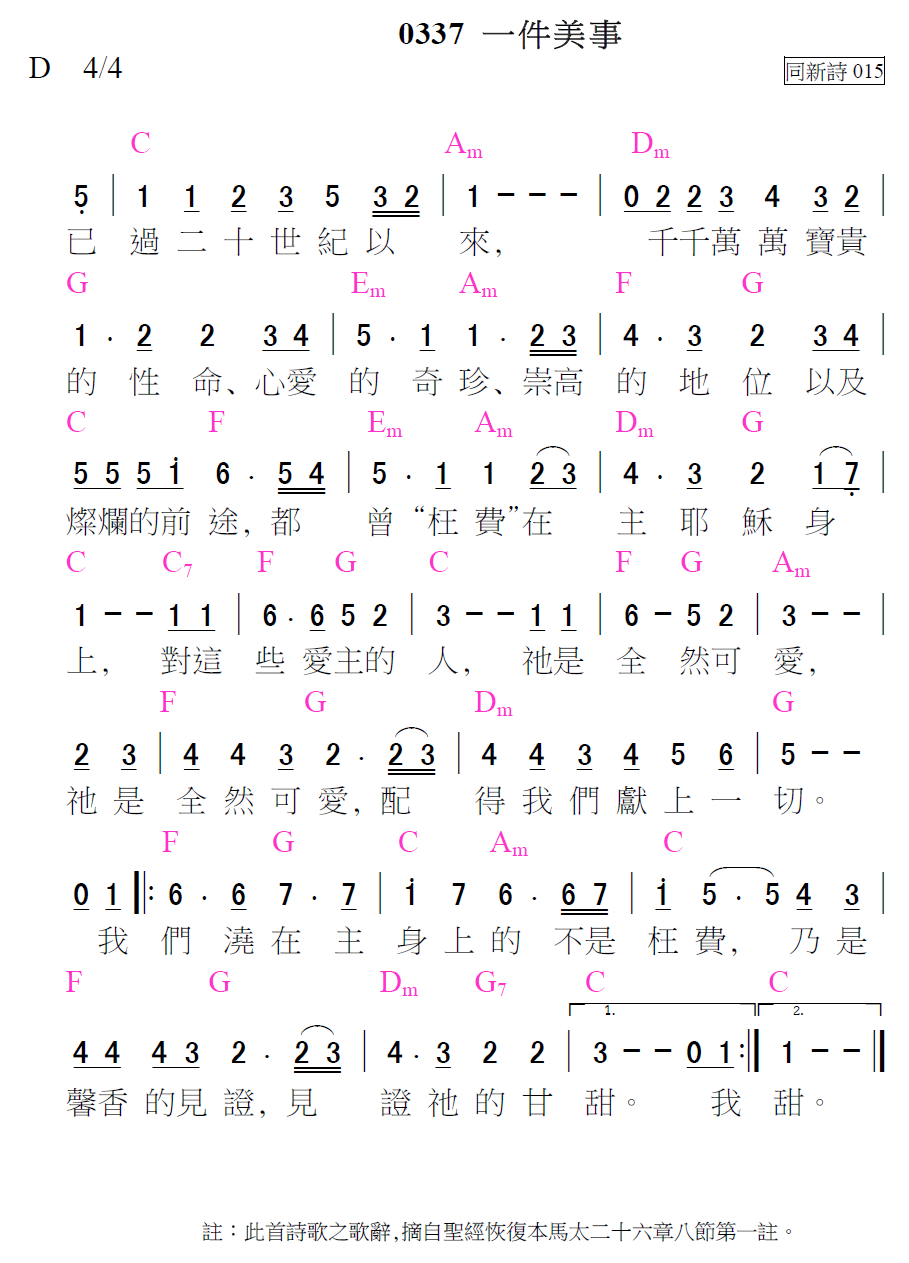 0337 一件美事
D 4/4
同新詩 015
C Am Dm
5̣ | 1 1 2 3 5 3 2 | 1 - - - | 0 2 2 3 4 3 2 |
已 過 二 十 世 紀 以 來, 千千萬 萬 寶貴
G Em Am F G
1 . 2 2 3 4 | 5 . 1 1 . 2 3 | 4 . 3 2 3 4 |
的 性 命、心愛 的 奇 珍、崇高 的 地 位 以及
C F Em Am Dm G
5 5 5 1̇ 6 . 5 4 | 5 . 1 1 2 3 | 4 . 3 2 1 7̣ |
燦爛的前 途, 都 曾 “枉 費”在 主 耶 穌 身
C C7 F G C F G Am
1 - - 1 1 | 6 . 6 5 2 | 3 - - 1 1 | 6 - 5 2 | 3 - - |
上, 對這 些 愛主的 人, 祂是 全 然可 愛,
F G Dm G
2 3 | 4 4 3 2 . 2 3 | 4 4 3 4 5 6 | 5 - -
祂 是 全 然 可 愛, 配 得 我 們 獻 上 一 切。
F G C Am C
0 1 ‖: 6 . 6 7 . 7 | 1̇ 7 6 . 6 7 | 1̇ 5 . 5 4 3 |
我 們 澆 在 主 身 上 的 不是 枉 費, 乃 是
F G Dm G7 C C
1. 2.
4 4 4 3 2 . 2 3 | 4 . 3 2 2 | 3 - - 0 1 :‖ 1 - - ‖
馨香 的見 證, 見 證 祂 的 甘 甜。 我 甜。
註：此首詩歌之歌辭,摘自聖經恢復本馬太二十六章八節第一註。